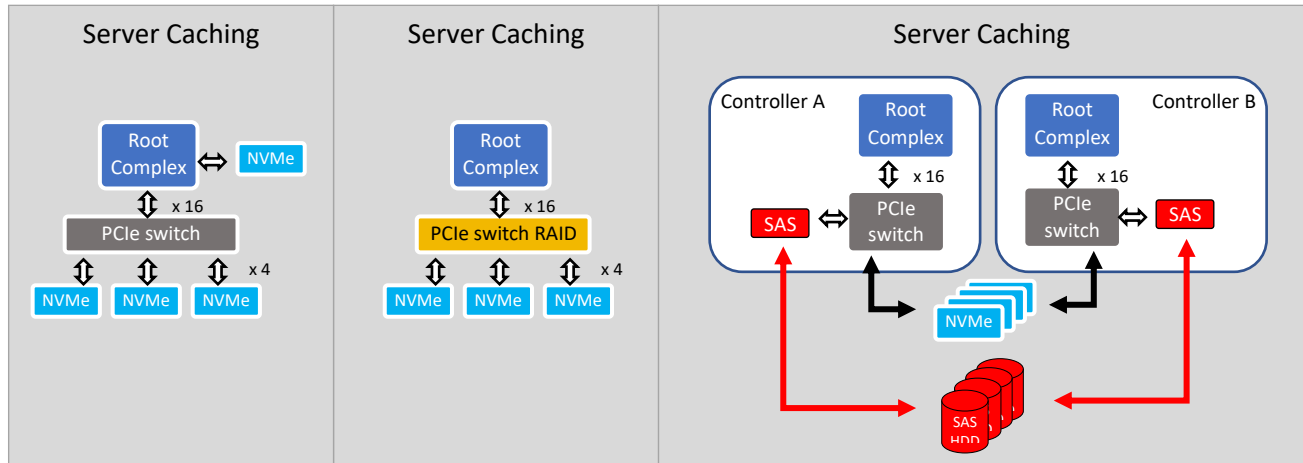 Server Caching
Root
Complex
NVMe
x 16
PCIe switch
x 4
NVMe
NVMe
NVMe
Server Caching
Root
Complex
x 16
PCIe switch RAID
x 4
NVMe
NVMe
NVMe
Server Caching
Controller A
Root
Complex
x 16
SAS
PCIe
switch
Controller B
Root
Complex
x 16
PCIe
switch
SAS
NVMe
SAS
HDD